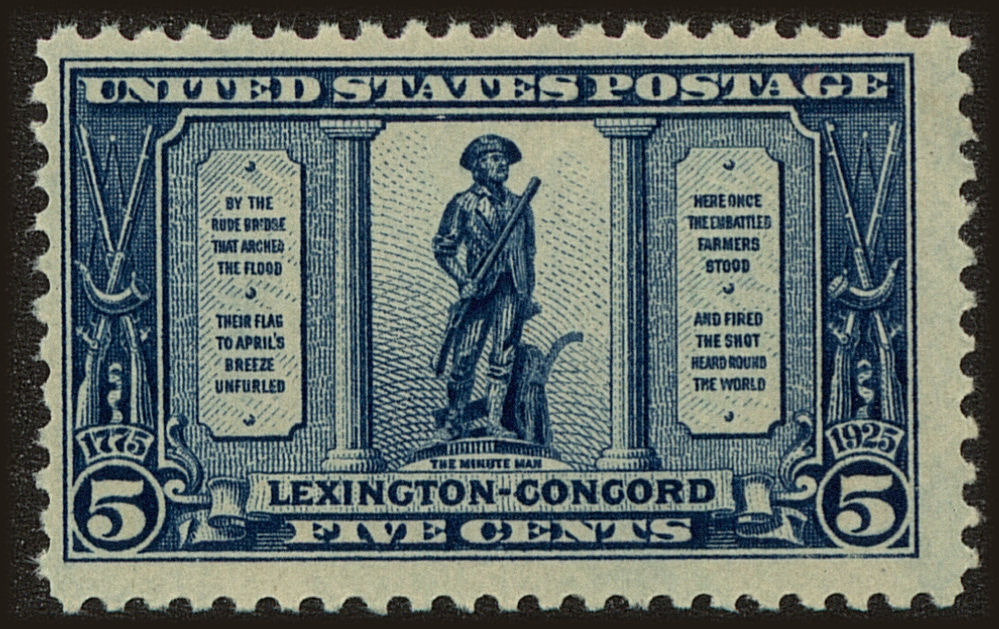 UNITED STATES POSTAGE
BY THE
RUDE BRIDGE
THAT ARCHED
THE FLOOD
THEIR FLAG
TO APRIL'S
BREEZE
UNFURLED
HERE ONCE
THE EMBATTLED
FARMERS
STOOD
AND FIRED
THE SHOT
HEARD ROUND
THE WORLD
1775
1925
THE MINUTE MAN
5
LEXINGTON-CONCORD
5
FIVE CENTS